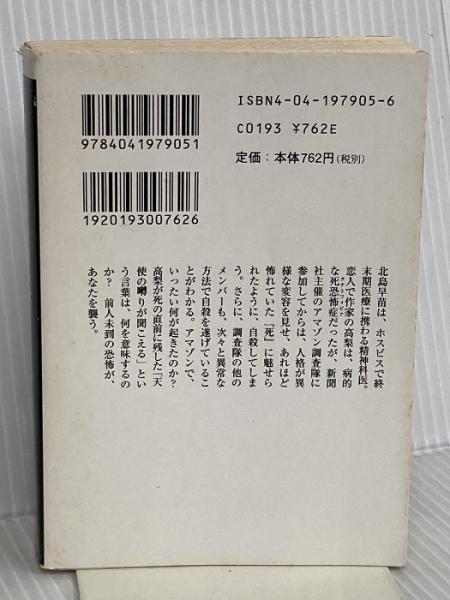 ISBN4-04-197905-6
C0193 ¥762E
定価：本体762円(税別)
9784041979051
1920193007626
北島早苗は、ホスピスで終
末期医療に携わる精神科医。
恋人で作家の高梨は、病的
な死恐怖症だったが、新聞
社主催のアマゾン調査隊に
参加してからは、人格が異
様な変容を見せ、あれほど
怖れていた『死』に魅せら
れたように、自殺してしま
う。さらに、調査隊の他の
メンバーも、次々と異常な
方法で自殺を遂げているこ
とがわかる。アマゾンで、
いったい何が起きたのか？
高梨が死の直前に残した「天
使の囀りが聞こえる」とい
う言葉は、何を意味するの
か？　前人未到の恐怖が、
あなたを襲う。